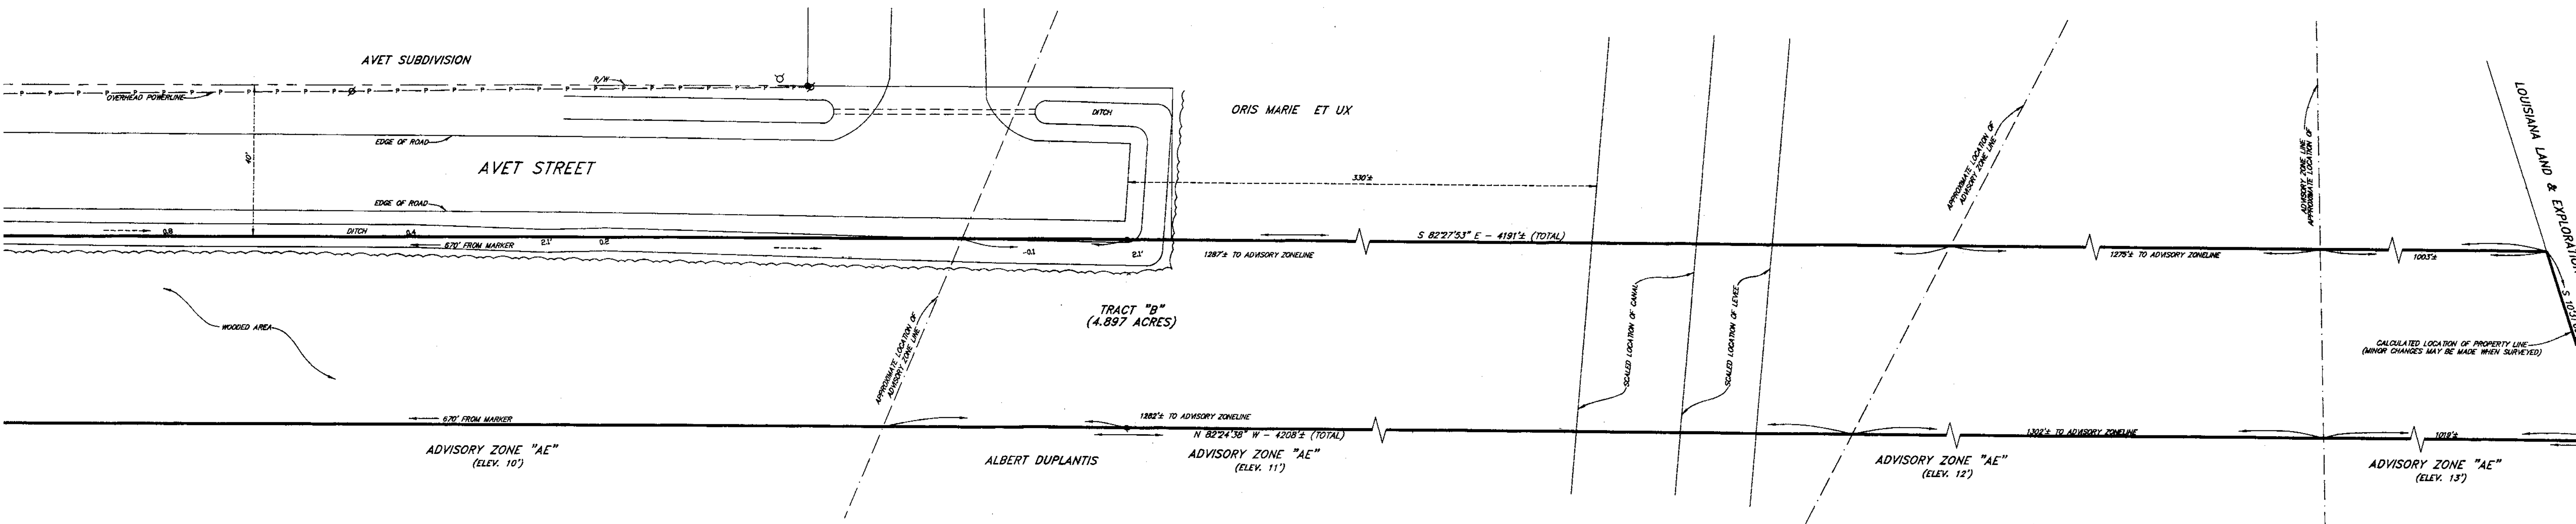 AVET SUBDIVISION
R/W
P P P P P P P P P P P P P P P P P P P P P P P
OVERHEAD POWERLINE
DITCH
ORIS MARIE ET UX
EDGE OF ROAD
40'
AVET STREET
330'±
EDGE OF ROAD
0.8
DITCH
0.4
2.1'
0.2
670' FROM MARKER
-0.1
2.1'
S 82°27'53" E - 4191'± (TOTAL)
1287'± TO ADVISORY ZONELINE
1275'± TO ADVISORY ZONELINE
1003'±
APPROXIMATE LOCATION OF
ADVISORY ZONE LINE
ADVISORY ZONE LINE
APPROXIMATE LOCATION OF
LOUISIANA LAND & EXPLORATION
WOODED AREA
APPROXIMATE LOCATION OF
ADVISORY ZONE LINE
TRACT "B"
(4.897 ACRES)
SCALED LOCATION OF CANAL
SCALED LOCATION OF LEVEE
CALCULATED LOCATION OF PROPERTY LINE
(MINOR CHANGES MAY BE MADE WHEN SURVEYED)
670' FROM MARKER
1282'± TO ADVISORY ZONELINE
N 82°24'38" W - 4208'± (TOTAL)
1302'± TO ADVISORY ZONELINE
1019'±
ADVISORY ZONE "AE"
(ELEV. 10')
ALBERT DUPLANTIS
ADVISORY ZONE "AE"
(ELEV. 11')
ADVISORY ZONE "AE"
(ELEV. 12')
ADVISORY ZONE "AE"
(ELEV. 13')